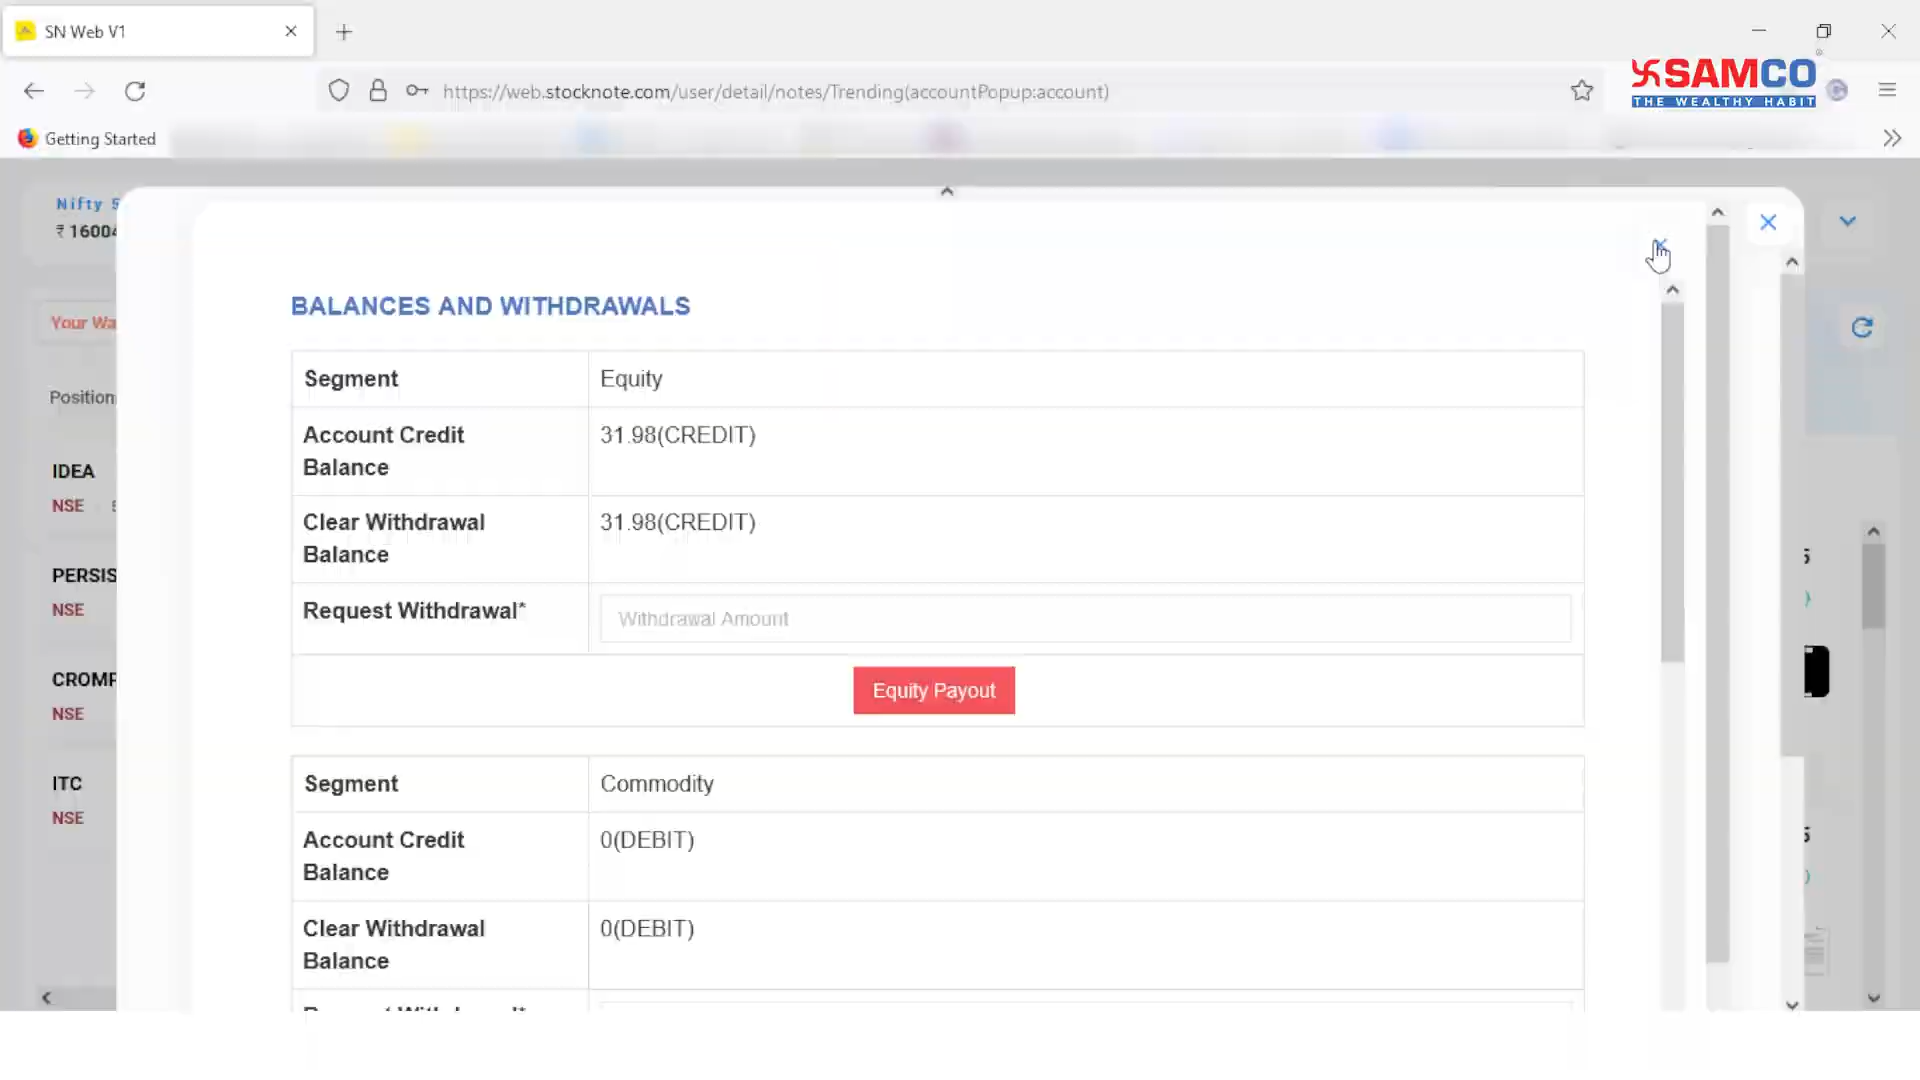 SN Web V1
SAMCO
THE WEALTHY HABIT
https://web.stocknote.com/user/detail/notes/Trending(accountPopup:account)
Getting Started
Nifty 5
₹ 16004
Your Wa
BALANCES AND WITHDRAWALS
Segment Equity
Position
Account Credit Balance 31.98(CREDIT)
IDEA
NSE
Clear Withdrawal Balance 31.98(CREDIT)
PERSIS
NSE
Request Withdrawal* Withdrawal Amount
CROMP
NSE
Equity Payout
ITC
NSE
Segment Commodity
Account Credit Balance 0(DEBIT)
Clear Withdrawal Balance 0(DEBIT)